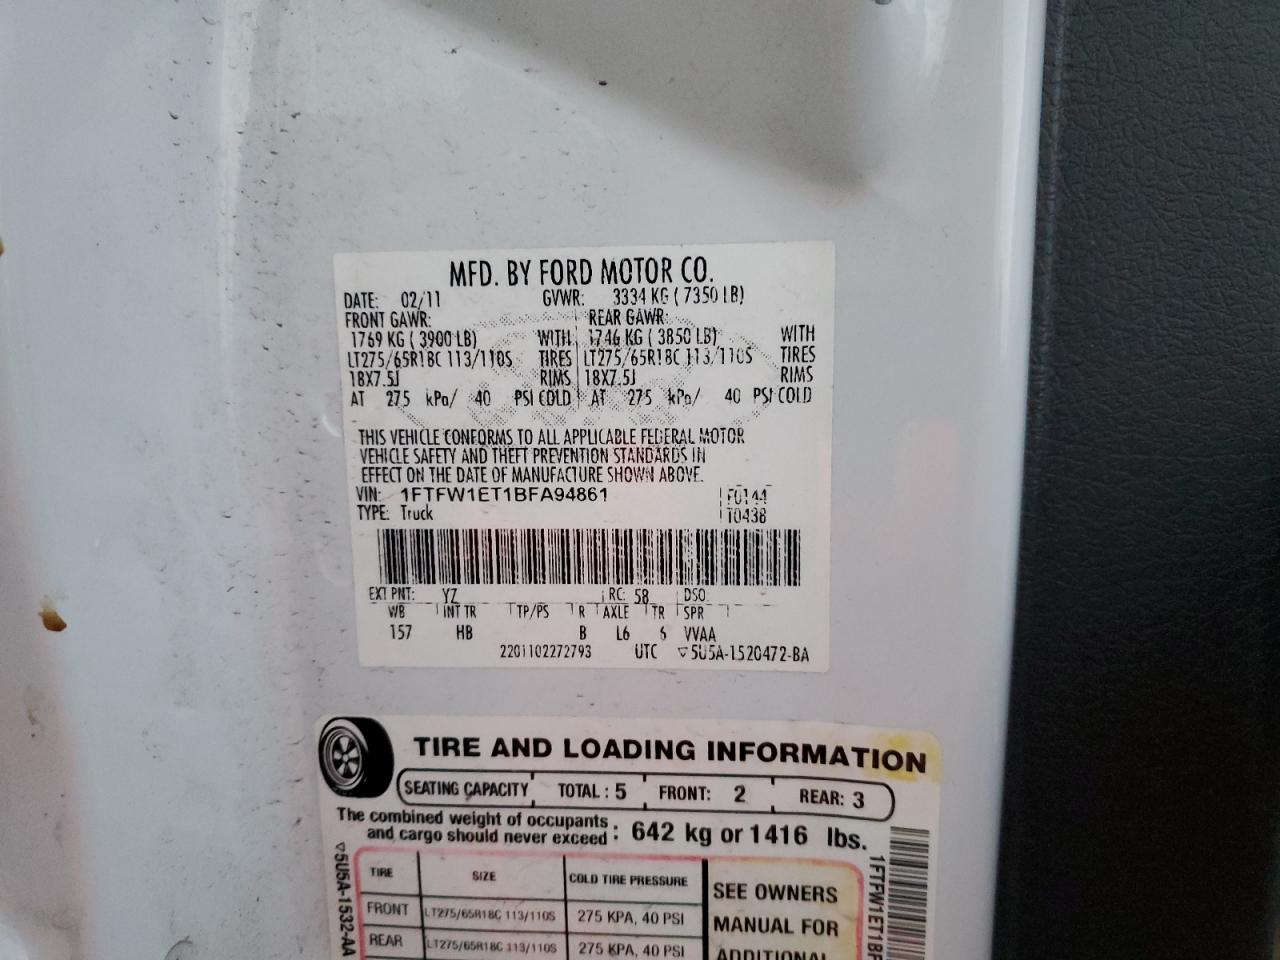 MFD. BY FORD MOTOR CO.
DATE: 02/11 GVWR: 3334 KG ( 7350 LB)
FRONT GAWR: REAR GAWR:
1769 KG ( 3900 LB) WITH 1746 KG ( 3850 LB) WITH
LT275/65R18C 113/110S TIRES LT275/65R18C 113/110S TIRES
18X7.5J RIMS 18X7.5J RIMS
AT 275 kPa/ 40 PSI COLD AT 275 kPa/ 40 PSI COLD
THIS VEHICLE CONFORMS TO ALL APPLICABLE FEDERAL MOTOR
VEHICLE SAFETY AND THEFT PREVENTION STANDARDS IN
EFFECT ON THE DATE OF MANUFACTURE SHOWN ABOVE.
VIN: 1FTFW1ET1BFA94861 F0144
TYPE: Truck T0438
EXT PNT: YZ RC: 58 DSO:
WB INT TR TP/PS R AXLE TR SPR
157 HB B L6 6 VVAA
2201102272793 UTC ▽5U5A-1520472-BA
TIRE AND LOADING INFORMATION
SEATING CAPACITY TOTAL : 5 FRONT: 2 REAR: 3
The combined weight of occupants
and cargo should never exceed : 642 kg or 1416 lbs.
TIRE SIZE COLD TIRE PRESSURE
FRONT LT275/65R18C 113/110S 275 KPA, 40 PSI
REAR LT275/65R18C 113/110S 275 KPA, 40 PSI
SEE OWNERS
MANUAL FOR
ADDITIONAL
▽5U5A-1532-AA
1FTFW1ET1BF